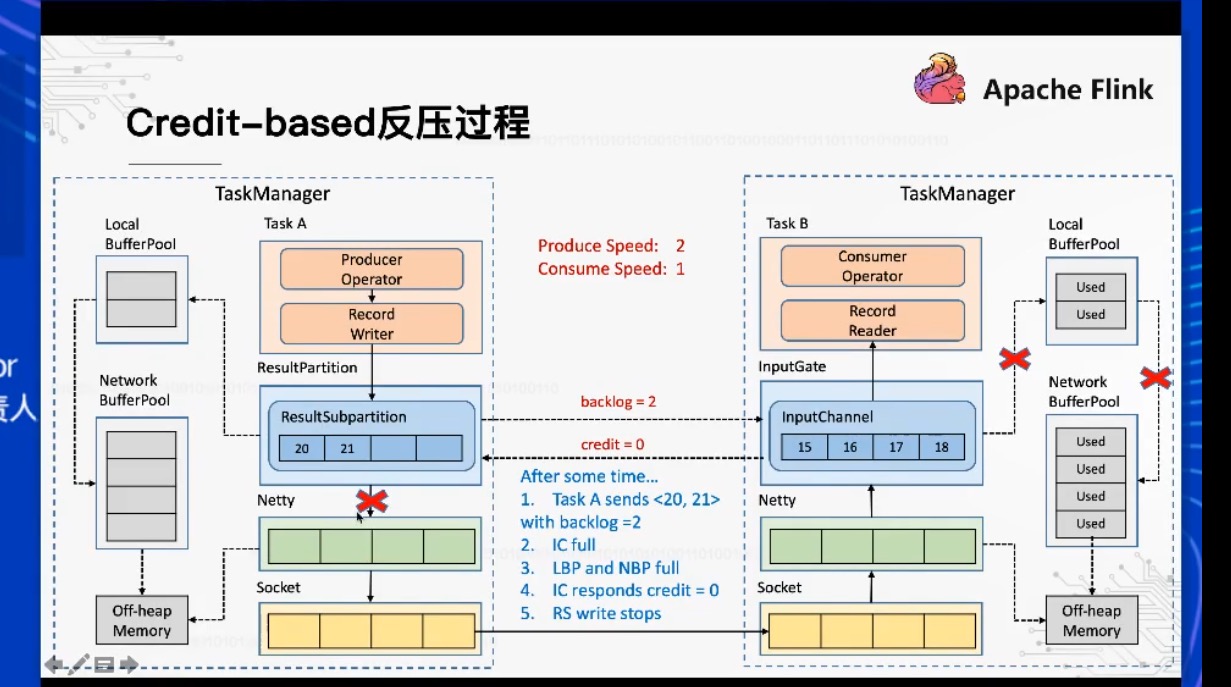 Apache Flink
Credit-based反压过程
TaskManager
Local
BufferPool
Task A
Producer
Operator
Record
Writer
ResultPartition
Network
BufferPool
ResultSubpartition
20 21
Netty
Socket
Off-heap
Memory
Produce Speed: 2
Consume Speed: 1
backlog = 2
credit = 0
After some time...
1. Task A sends <20, 21>
with backlog =2
2. IC full
3. LBP and NBP full
4. IC responds credit = 0
5. RS write stops
TaskManager
Task B
Consumer
Operator
Record
Reader
InputGate
InputChannel
15 16 17 18
Netty
Socket
Local
BufferPool
Used
Used
Network
BufferPool
Used
Used
Used
Used
Off-heap
Memory
or
责人